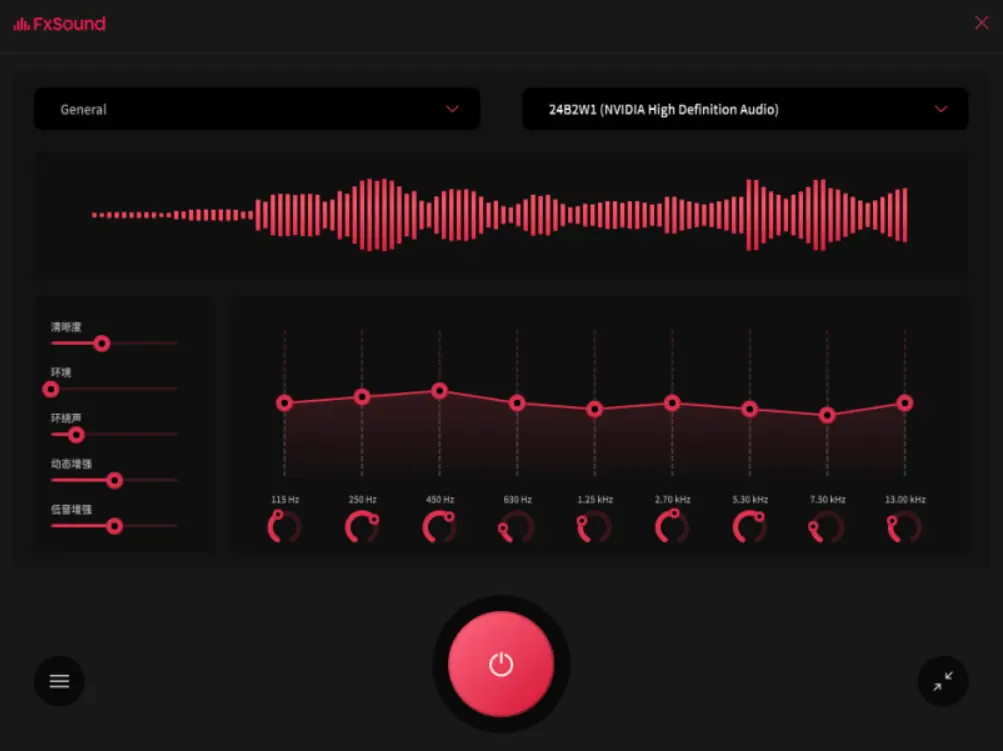 FxSound
General
24B2W1 (NVIDIA High Definition Audio)
清晰度
环境
环绕声
动态增强
低音增强
115 Hz 250 Hz 450 Hz 630 Hz 1.25 kHz 2.70 kHz 5.30 kHz 7.50 kHz 13.00 kHz